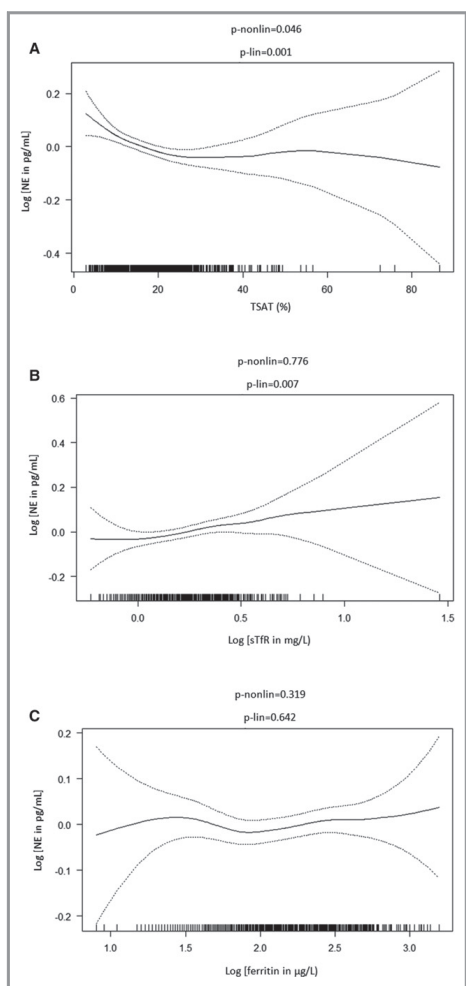 p-nonlin=0.046
A
p-lin=0.001
0.2
0.0
-0.2
-0.4
Log [NE in pg/mL]
0 20 40 60 80
TSAT (%)
p-nonlin=0.776
B
p-lin=0.007
0.6
0.4
0.2
0.0
-0.2
Log [NE in pg/mL]
0.0 0.5 1.0 1.5
Log [sTfR in mg/L)
p-nonlin=0.319
C
p-lin=0.642
0.2
0.1
0.0
-0.1
-0.2
Log [NE in pg/mL]
1.0 1.5 2.0 2.5 3.0
Log [ferritin in µg/L)